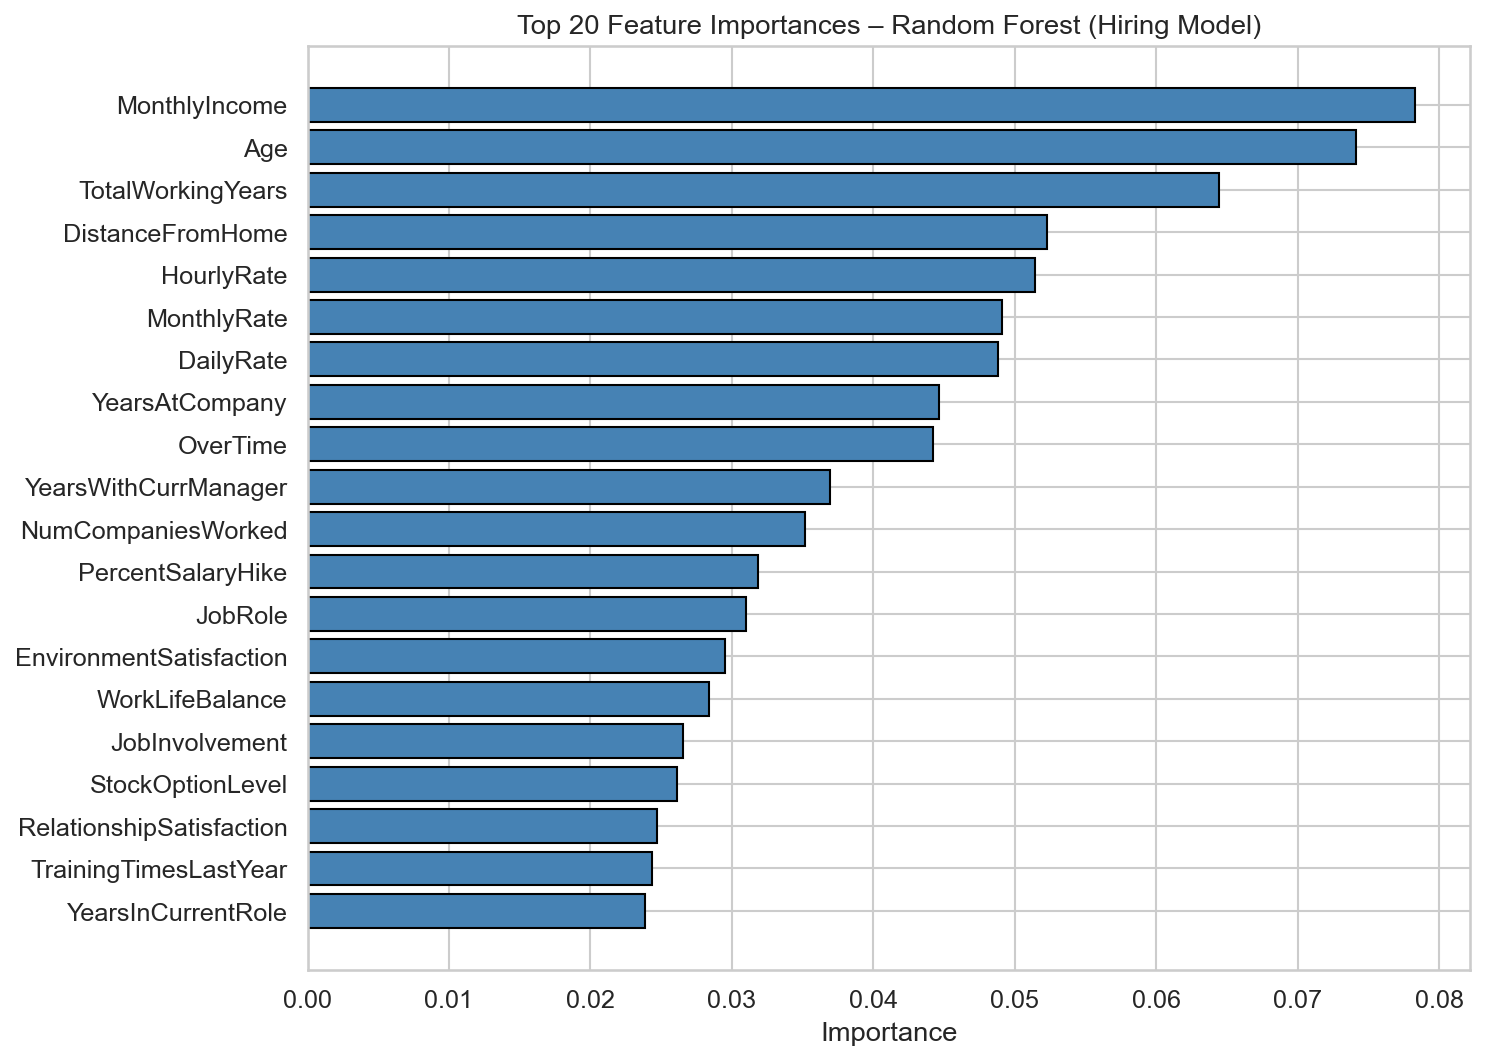 Top 20 Feature Importances – Random Forest (Hiring Model)
MonthlyIncome
Age
TotalWorkingYears
DistanceFromHome
HourlyRate
MonthlyRate
DailyRate
YearsAtCompany
OverTime
YearsWithCurrManager
NumCompaniesWorked
PercentSalaryHike
JobRole
EnvironmentSatisfaction
WorkLifeBalance
JobInvolvement
StockOptionLevel
RelationshipSatisfaction
TrainingTimesLastYear
YearsInCurrentRole
0.00 0.01 0.02 0.03 0.04 0.05 0.06 0.07 0.08
Importance